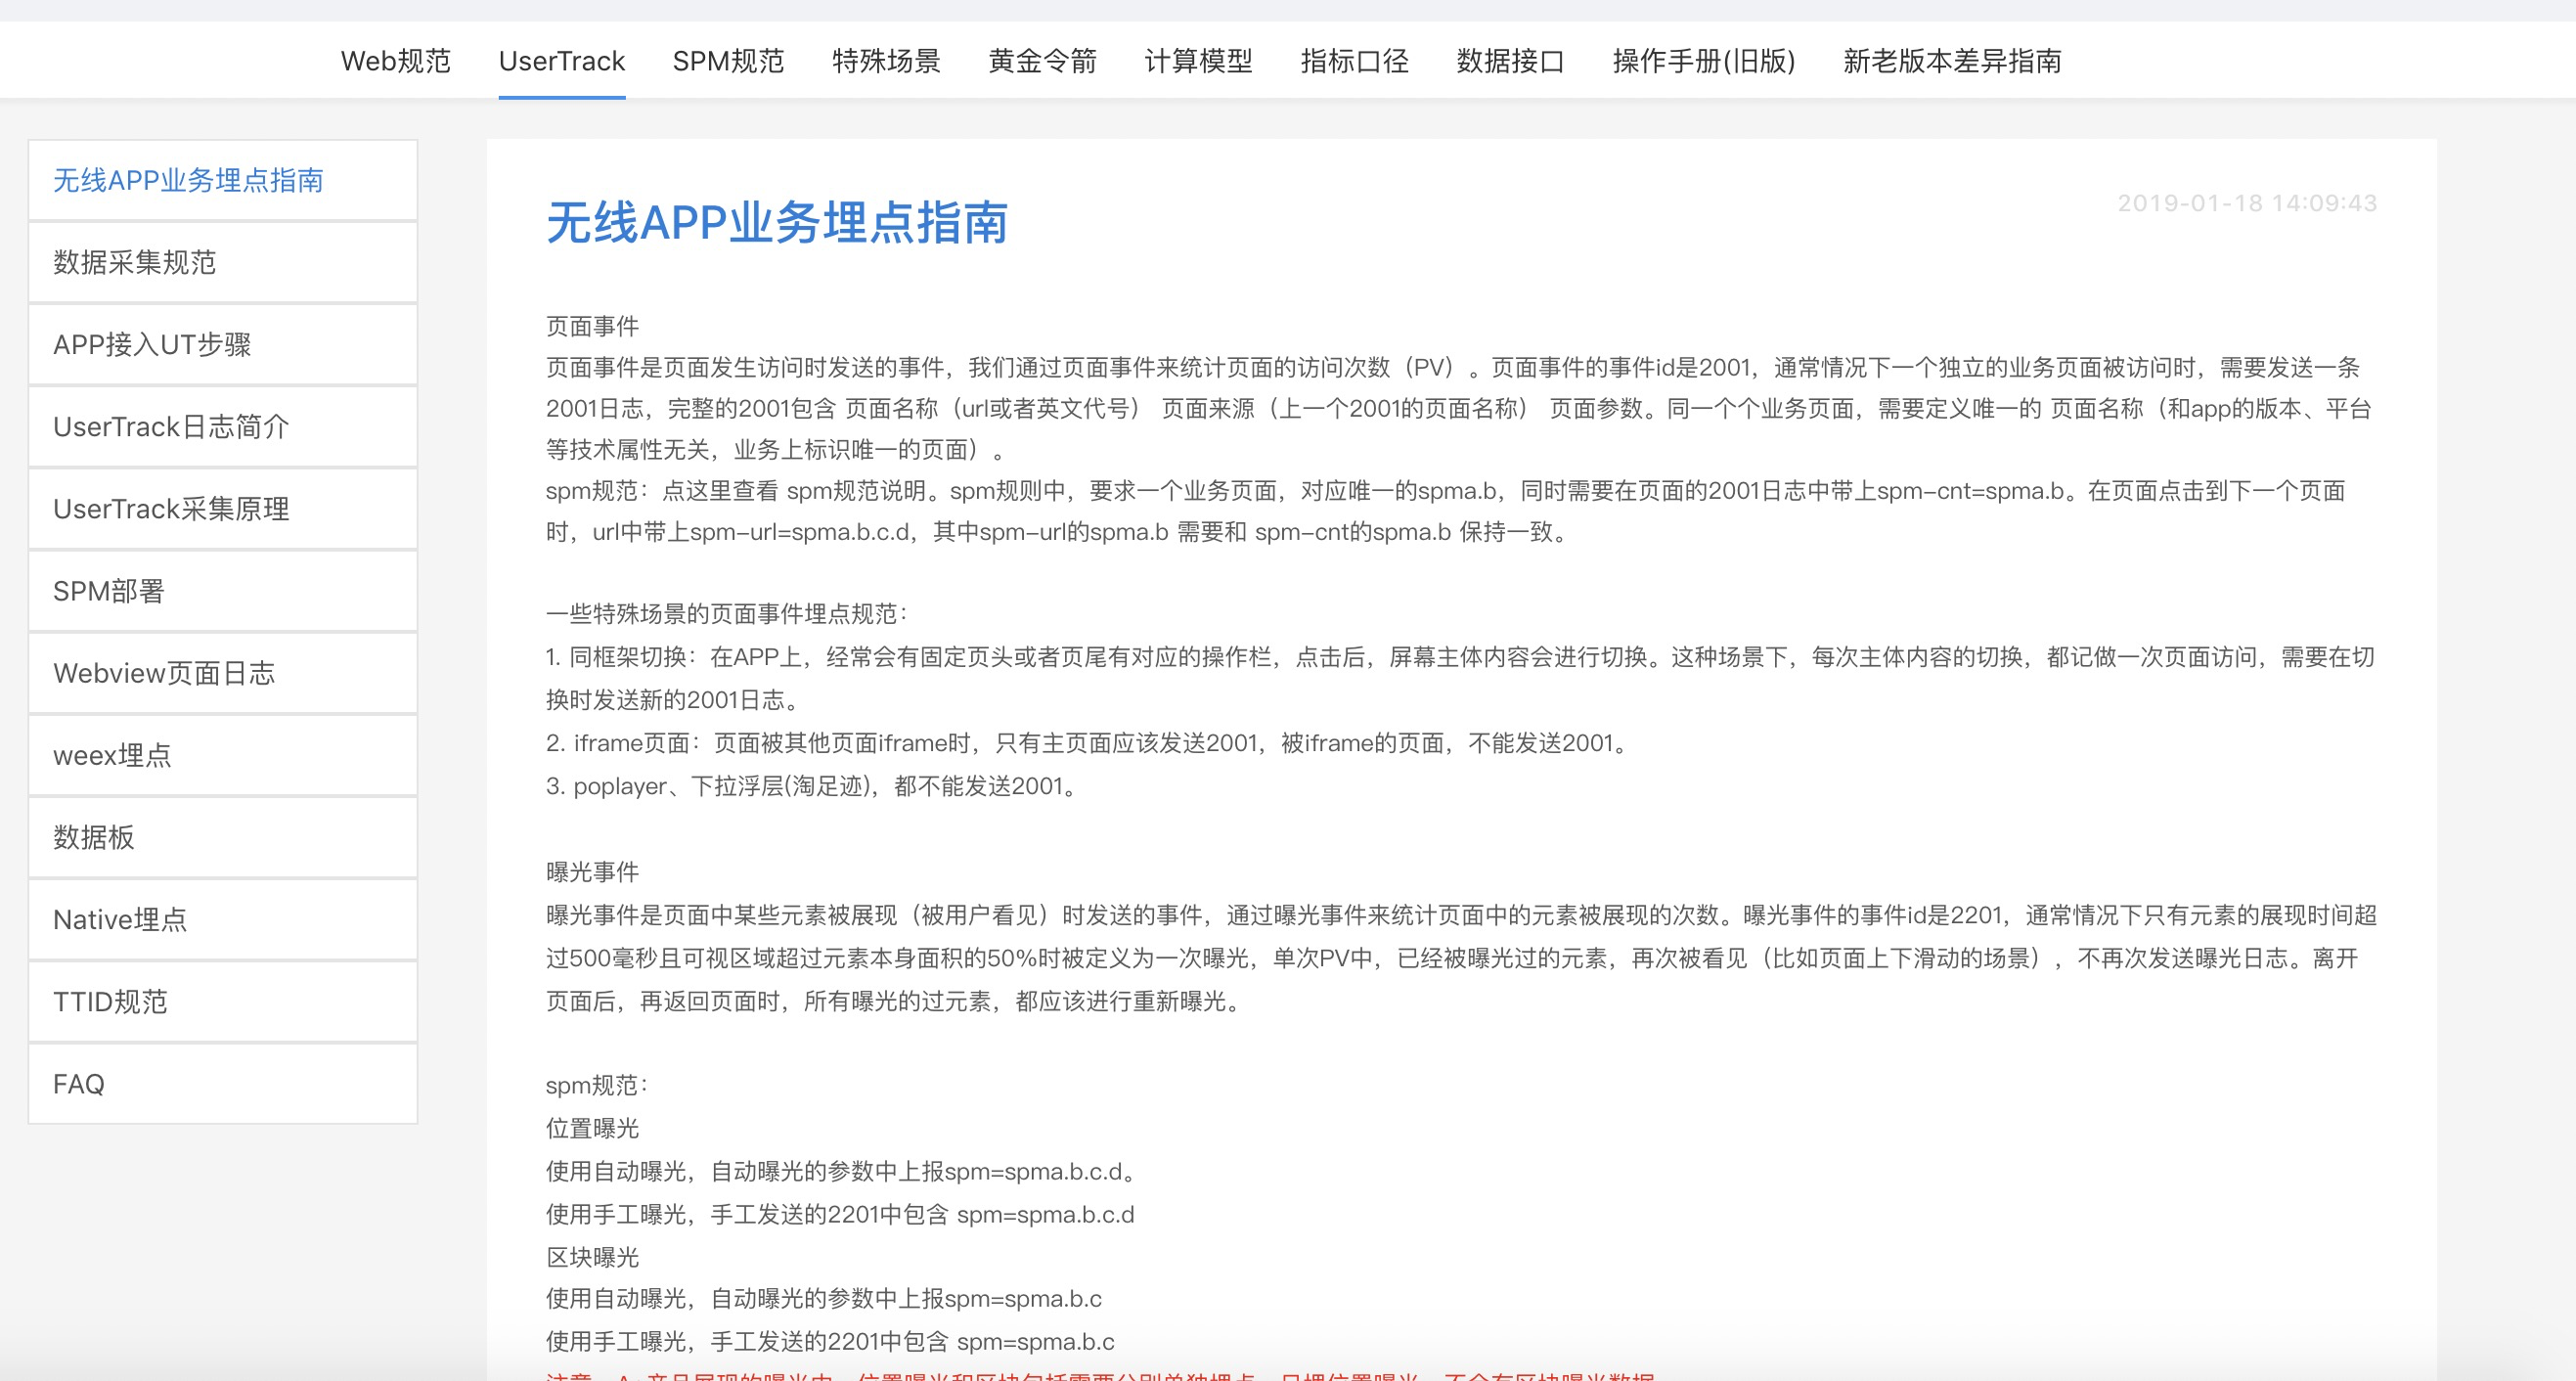 Web规范 UserTrack SPM规范 特殊场景 黄金令箭 计算模型 指标口径 数据接口 操作手册(旧版) 新老版本差异指南
无线APP业务埋点指南
数据采集规范
APP接入UT步骤
UserTrack日志简介
UserTrack采集原理
SPM部署
Webview页面日志
weex埋点
数据板
Native埋点
TTID规范
FAQ
无线APP业务埋点指南
2019-01-18 14:09:43
页面事件
页面事件是页面发生访问时发送的事件，我们通过页面事件来统计页面的访问次数（PV）。页面事件的事件id是2001，通常情况下一个独立的业务页面被访问时，需要发送一条
2001日志，完整的2001包含 页面名称（url或者英文代号） 页面来源（上一个2001的页面名称） 页面参数。同一个个业务页面，需要定义唯一的 页面名称（和app的版本、平台
等技术属性无关，业务上标识唯一的页面）。
spm规范：点这里查看 spm规范说明。spm规则中，要求一个业务页面，对应唯一的spma.b，同时需要在页面的2001日志中带上spm-cnt=spma.b。在页面点击到下一个页面
时，url中带上spm-url=spma.b.c.d，其中spm-url的spma.b 需要和 spm-cnt的spma.b 保持一致。
一些特殊场景的页面事件埋点规范：
1. 同框架切换：在APP上，经常会有固定页头或者页尾有对应的操作栏，点击后，屏幕主体内容会进行切换。这种场景下，每次主体内容的切换，都记做一次页面访问，需要在切
换时发送新的2001日志。
2. iframe页面：页面被其他页面iframe时，只有主页面应该发送2001，被iframe的页面，不能发送2001。
3. poplayer、下拉浮层(淘足迹)，都不能发送2001。
曝光事件
曝光事件是页面中某些元素被展现（被用户看见）时发送的事件，通过曝光事件来统计页面中的元素被展现的次数。曝光事件的事件id是2201，通常情况下只有元素的展现时间超
过500毫秒且可视区域超过元素本身面积的50%时被定义为一次曝光，单次PV中，已经被曝光过的元素，再次被看见（比如页面上下滑动的场景），不再次发送曝光日志。离开
页面后，再返回页面时，所有曝光的过元素，都应该进行重新曝光。
spm规范：
位置曝光
使用自动曝光，自动曝光的参数中上报spm=spma.b.c.d。
使用手工曝光，手工发送的2201中包含 spm=spma.b.c.d
区块曝光
使用自动曝光，自动曝光的参数中上报spm=spma.b.c
使用手工曝光，手工发送的2201中包含 spm=spma.b.c